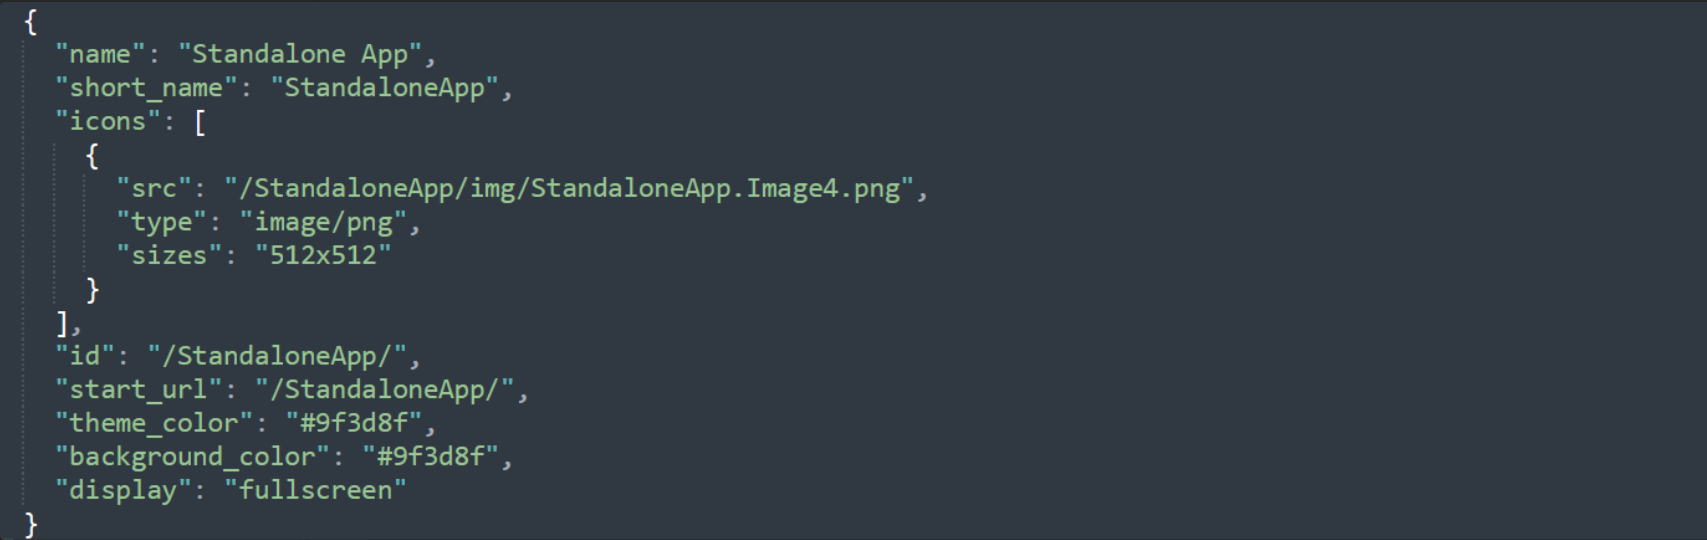 {
"name": "Standalone App",
"short_name": "StandaloneApp",
"icons": [
{
"src": "/StandaloneApp/img/StandaloneApp.Image4.png",
"type": "image/png",
"sizes": "512x512"
}
],
"id": "/StandaloneApp/",
"start_url": "/StandaloneApp/",
"theme_color": "#9f3d8f",
"background_color": "#9f3d8f",
"display": "fullscreen"
}